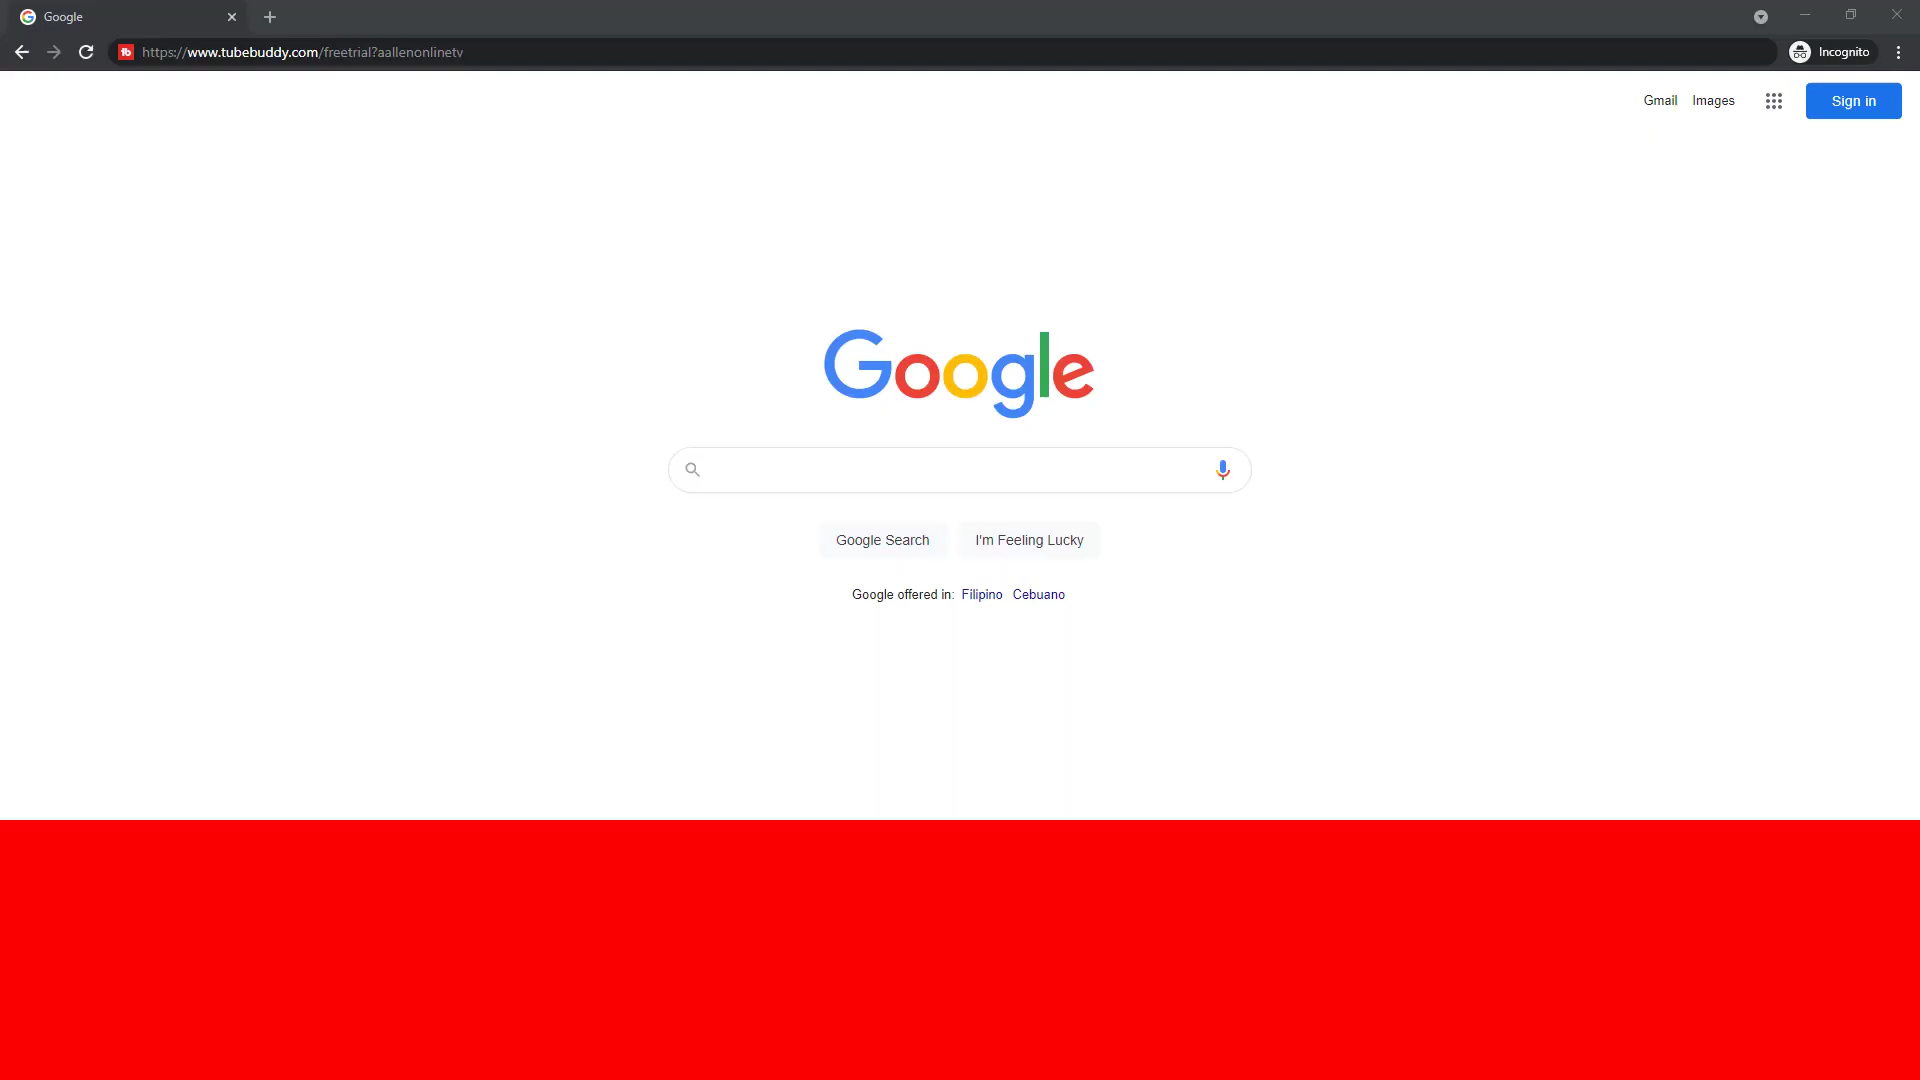 Google
https://www.tubebuddy.com/freetrial?aallenonlinetv
Incognito
Gmail Images Sign in
Google
Google Search I'm Feeling Lucky
Google offered in: Filipino Cebuano